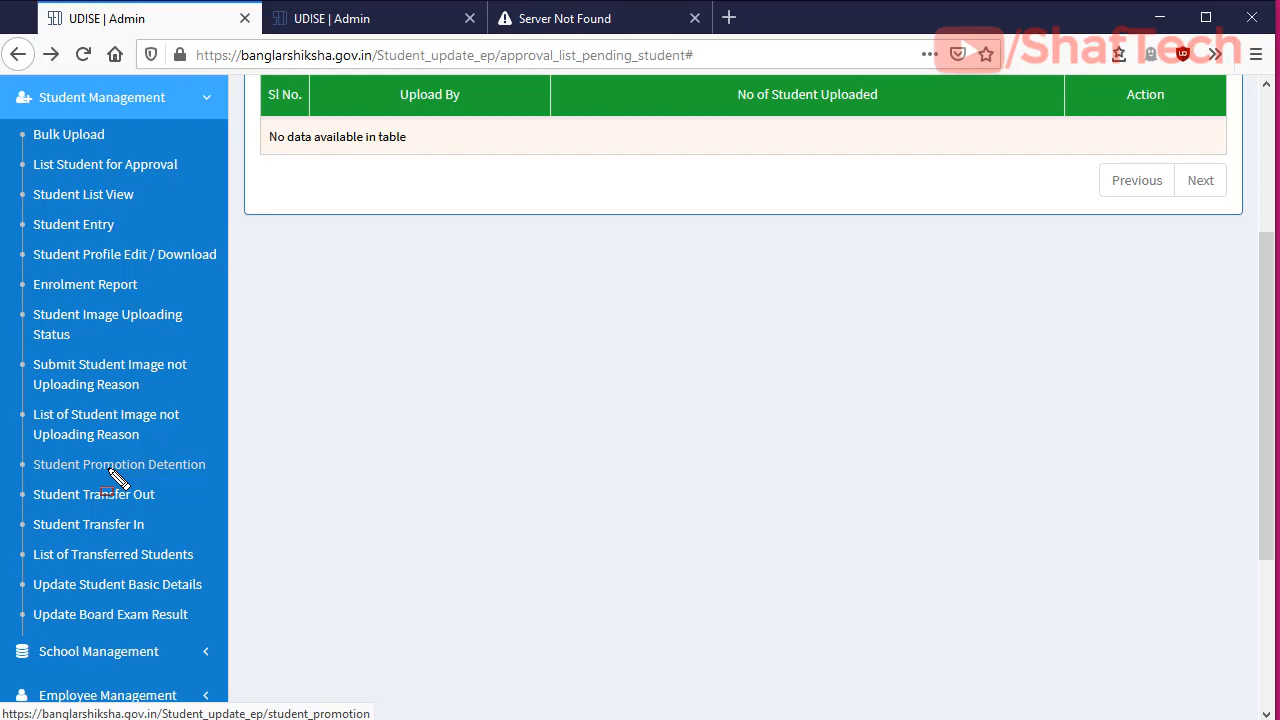 UDISE | Admin
UDISE | Admin
Server Not Found
https://banglarshiksha.gov.in/Student_update_ep/approval_list_pending_student#
/ShafTech
Student Management
Bulk Upload
List Student for Approval
Student List View
Student Entry
Student Profile Edit / Download
Enrolment Report
Student Image Uploading
Status
Submit Student Image not
Uploading Reason
List of Student Image not
Uploading Reason
Student Promotion Detention
Student Transfer Out
Student Transfer In
List of Transferred Students
Update Student Basic Details
Update Board Exam Result
School Management
Employee Management
Sl No. Upload By No of Student Uploaded Action
No data available in table
Previous Next
https://banglarshiksha.gov.in/Student_update_ep/student_promotion